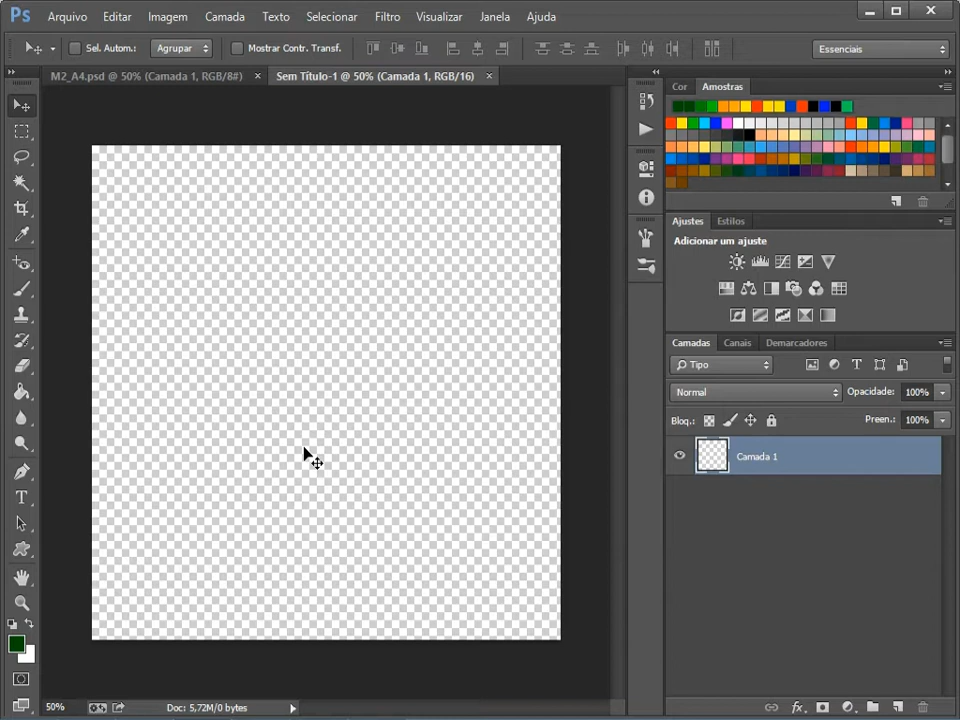 Ps Arquivo Editar Imagem Camada Texto Selecionar Filtro Visualizar Janela Ajuda
Sel. Autom.: Agrupar Mostrar Contr. Transf. Essenciais
M2_A4.psd @ 50% (Camada 1, RGB/8#) × Sem Título-1 @ 50% (Camada 1, RGB/16) ×
Cor Amostras
Ajustes Estilos
Adicionar um ajuste
Camadas Canais Demarcadores
Tipo
Normal Opacidade: 100%
Bloq.: Preen.: 100%
Camada 1
50% Doc: 5,72M/0 bytes